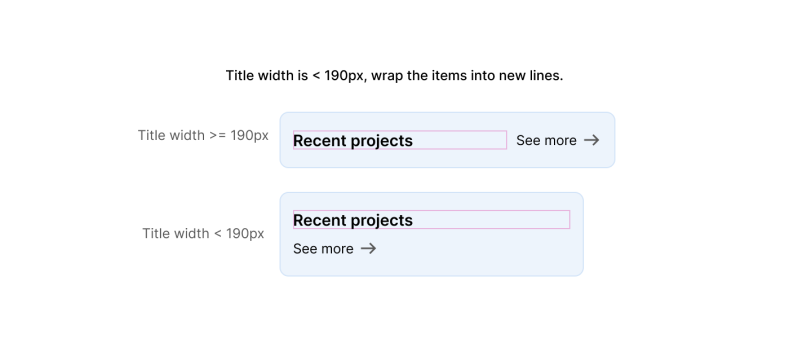 Title width is < 190px, wrap the items into new lines.
Title width >= 190px
Recent projects
See more
Title width < 190px
Recent projects
See more